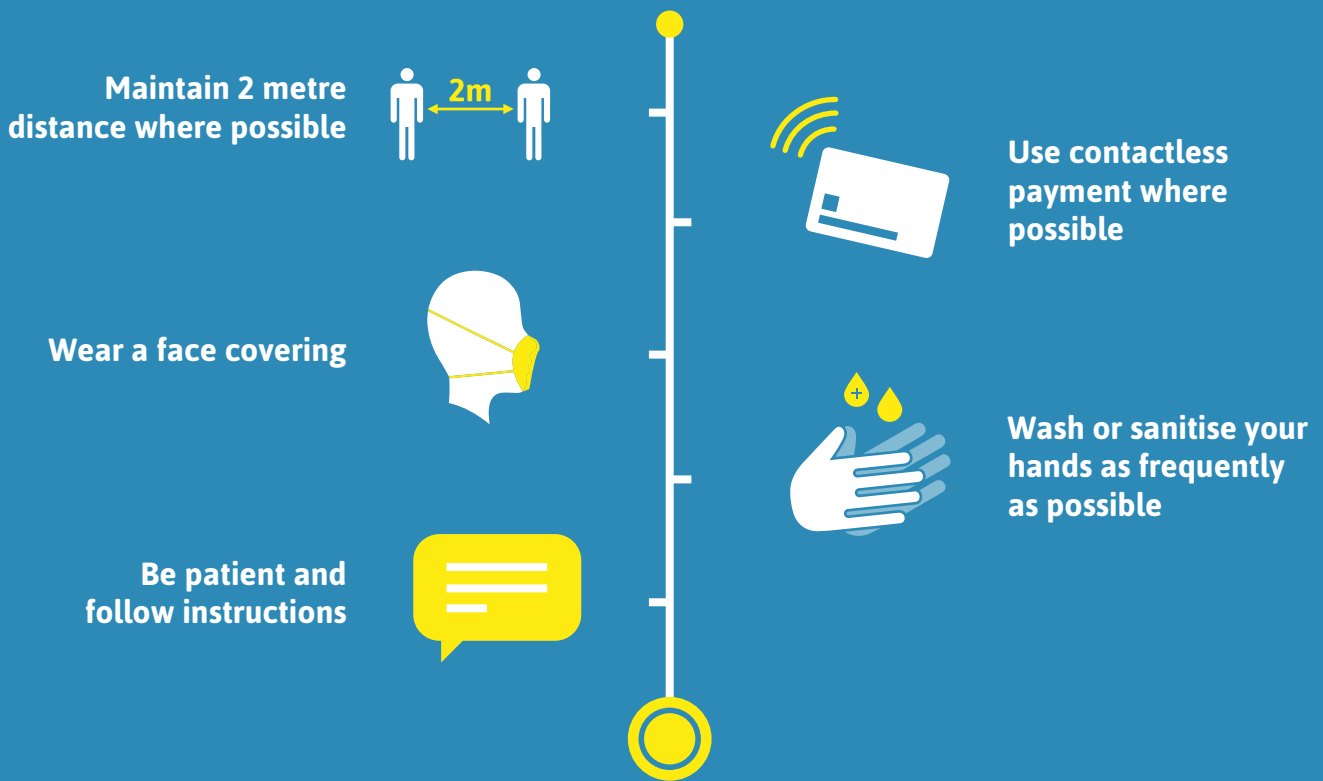 Maintain 2 metre
distance where possible
2m
Use contactless
payment where
possible
Wear a face covering
Wash or sanitise your
hands as frequently
as possible
Be patient and
follow instructions